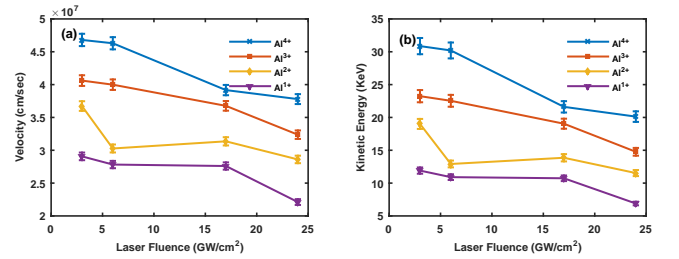 × 10⁷
5
4.5
4
3.5
3
2.5
2
0 5 10 15 20 25
Velocity (cm/sec)
Laser Fluence (GW/cm²)
(a)
Al⁴⁺
Al³⁺
Al²⁺
Al¹⁺
35
30
25
20
15
10
5
0 5 10 15 20 25
Kinetic Energy (KeV)
Laser Fluence (GW/cm²)
(b)
Al⁴⁺
Al³⁺
Al²⁺
Al¹⁺